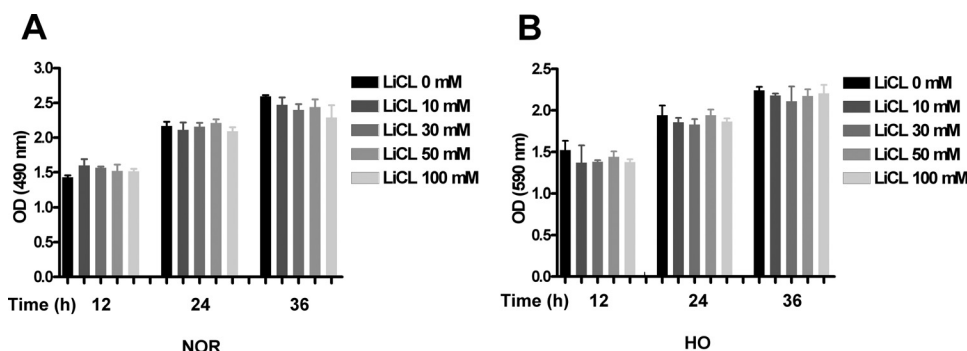 A
OD (490 nm)
3.0
2.5
2.0
1.5
1.0
0.5
0.0
LiCL 0 mM
LiCL 10 mM
LiCL 30 mM
LiCL 50 mM
LiCL 100 mM
Time (h) 12 24 36
NOR
B
OD (590 nm)
2.5
2.0
1.5
1.0
0.5
0.0
LiCL 0 mM
LiCL 10 mM
LiCL 30 mM
LiCL 50 mM
LiCL 100 mM
Time (h) 12 24 36
HO